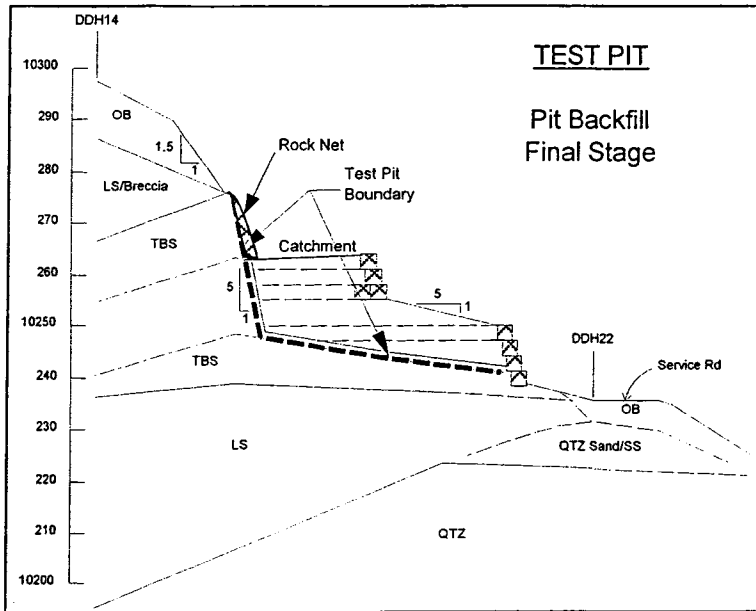 DDH14
TEST PIT
Pit Backfill
Final Stage
10300
290
280
270
260
10250
240
230
220
210
10200
OB
1.5
1
Rock Net
LS/Breccia
Test Pit
Boundary
TBS
Catchment
5
1
5
1
TBS
DDH22
Service Rd
OB
LS
QTZ Sand/SS
QTZ